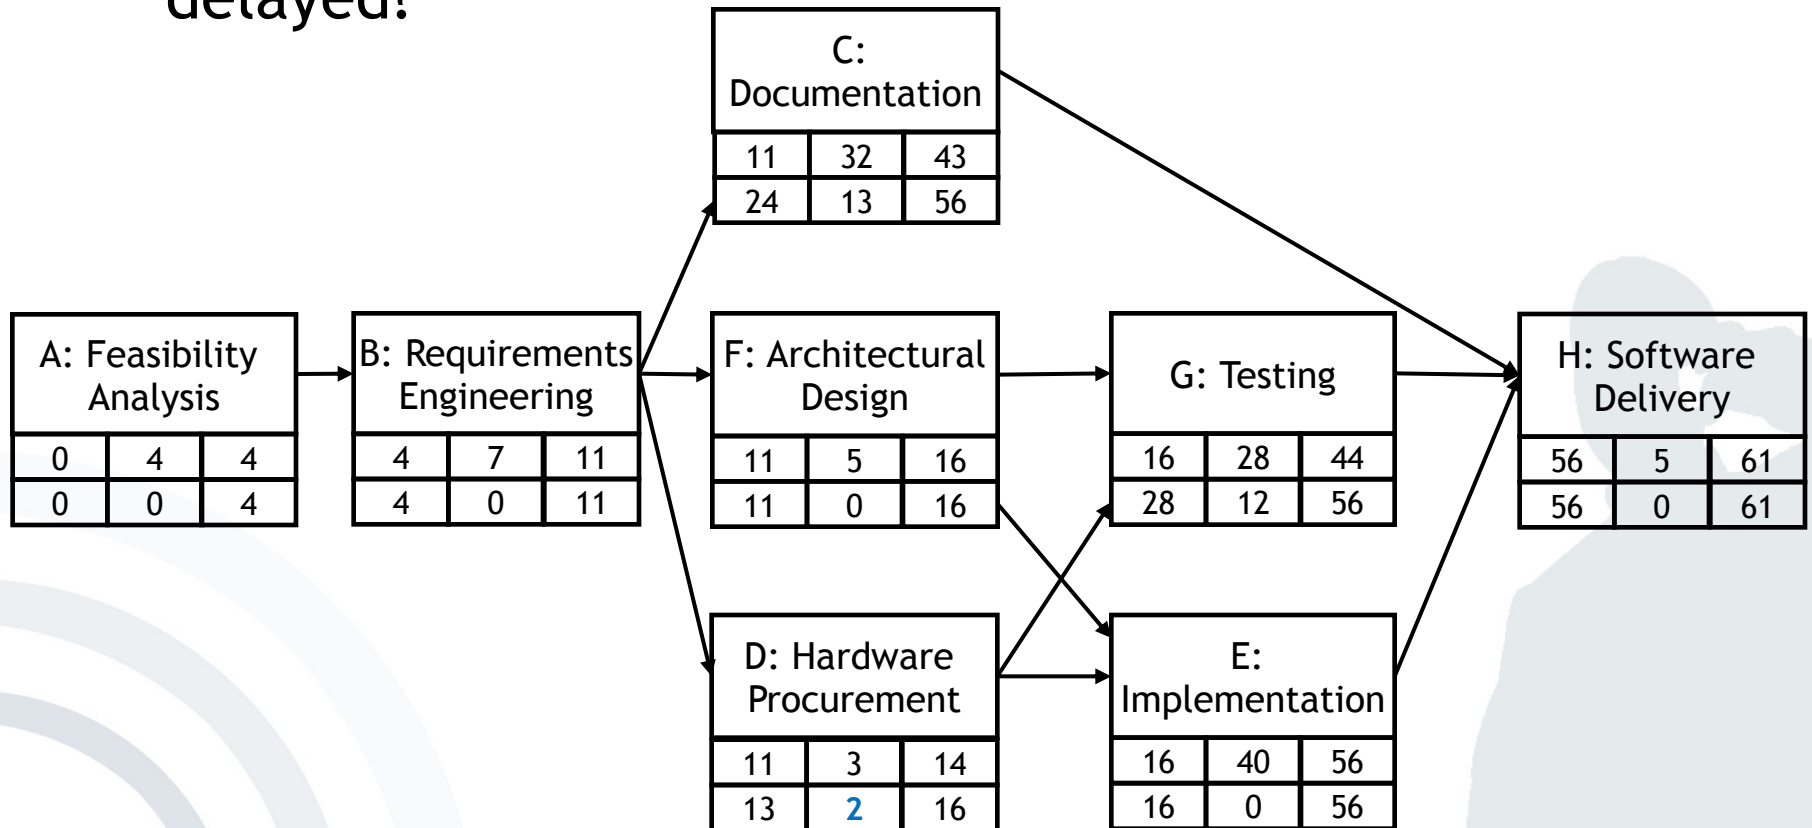 delayed!
C:
Documentation
11 32 43
24 13 56
A: Feasibility
Analysis
0 4 4
0 0 4
B: Requirements
Engineering
4 7 11
4 0 11
F: Architectural
Design
11 5 16
11 0 16
G: Testing
16 28 44
28 12 56
H: Software
Delivery
56 5 61
56 0 61
D: Hardware
Procurement
11 3 14
13 2 16
E:
Implementation
16 40 56
16 0 56